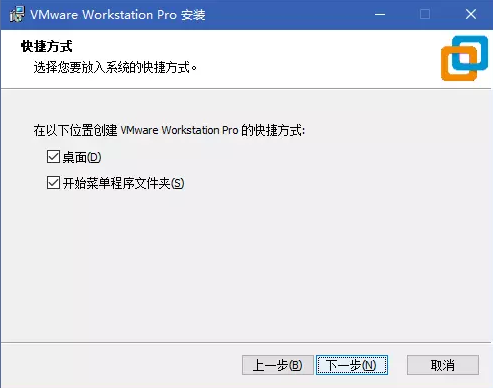 VMware Workstation Pro 安装
快捷方式
选择您要放入系统的快捷方式。
在以下位置创建 VMware Workstation Pro 的快捷方式:
桌面(D)
开始菜单程序文件夹(S)
上一步(B) 下一步(N) 取消